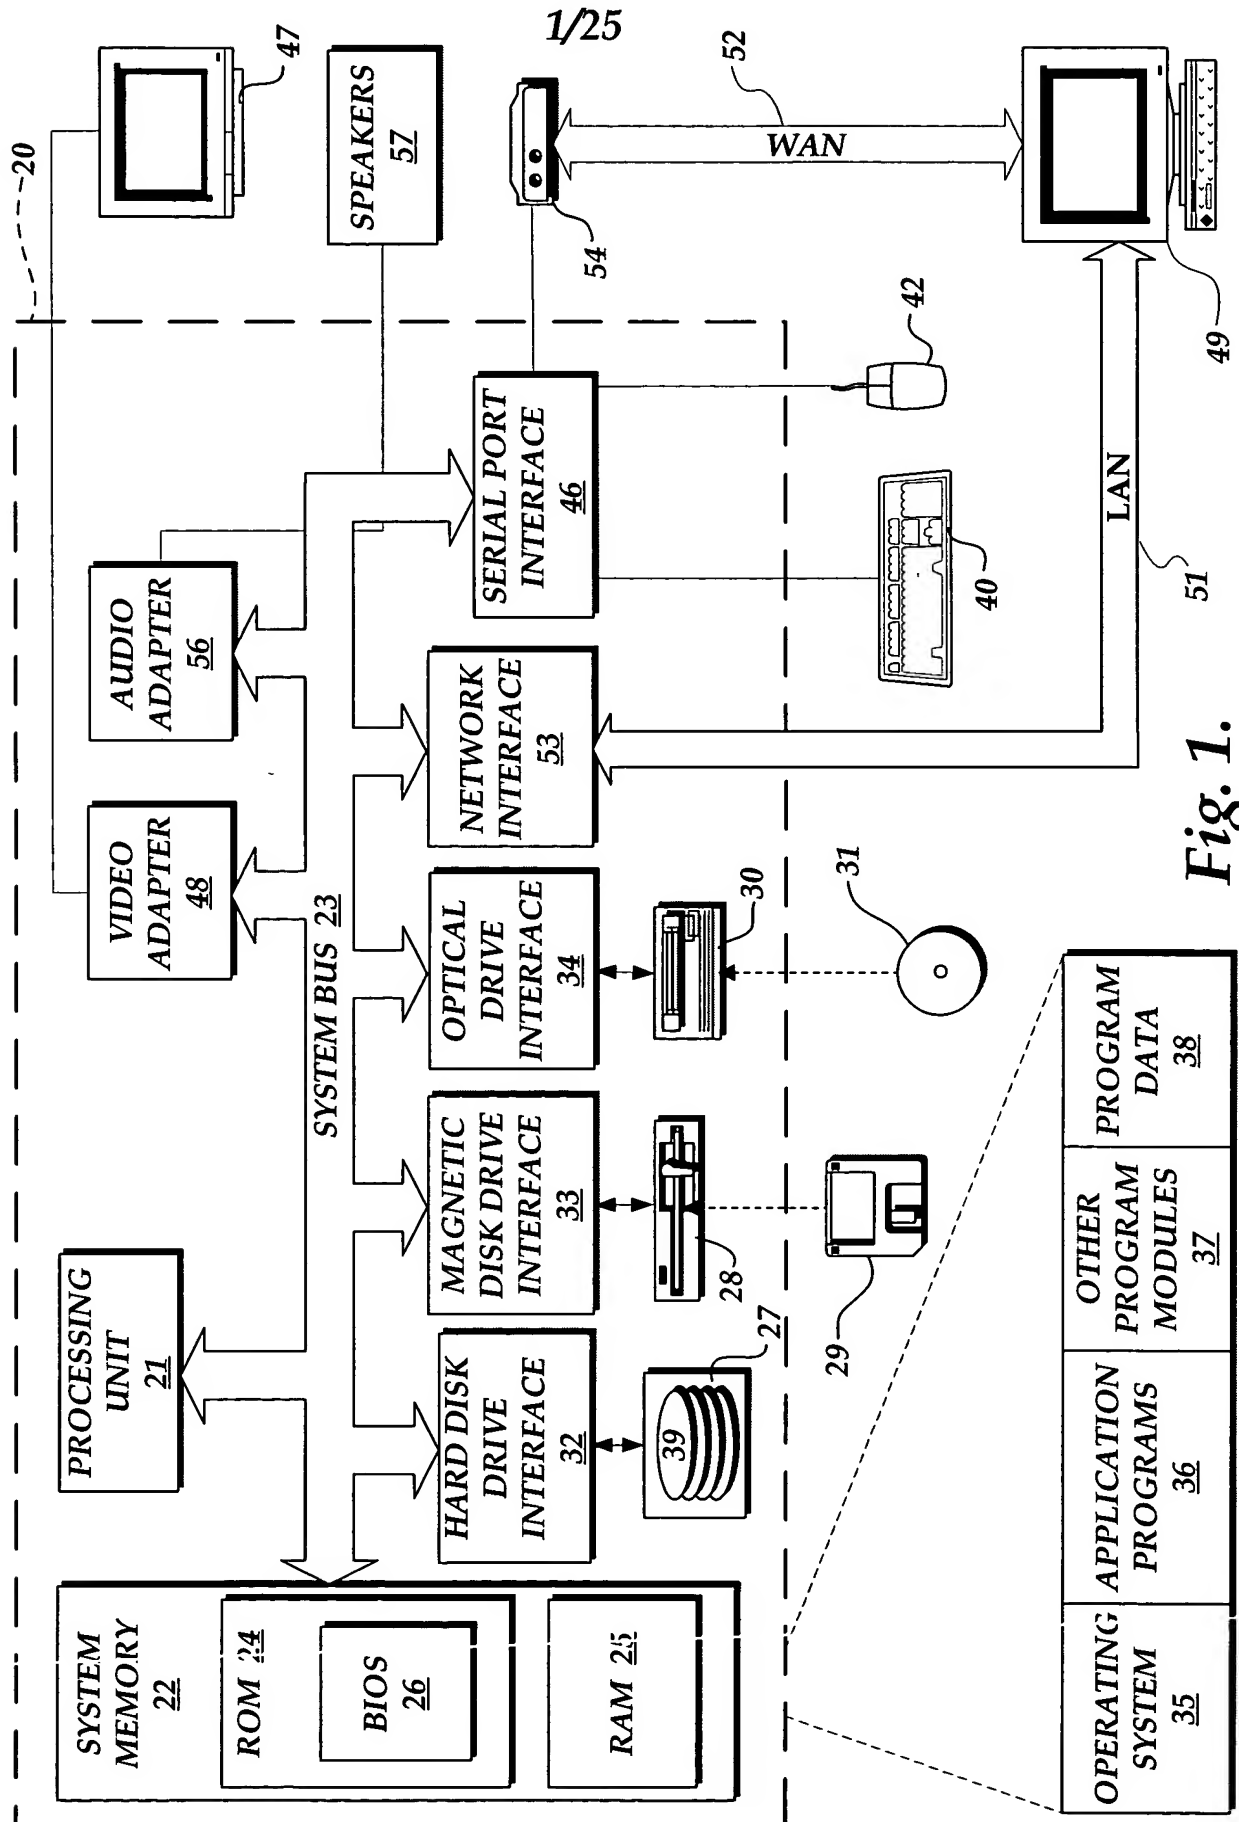 1/25
20
SYSTEM
MEMORY
22
ROM 24
BIOS
26
RAM 25
PROCESSING
UNIT
21
VIDEO
ADAPTER
48
AUDIO
ADAPTER
56
47
SPEAKERS
57
SYSTEM BUS 23
HARD DISK
DRIVE
INTERFACE
32
MAGNETIC
DISK DRIVE
INTERFACE
33
OPTICAL
DRIVE
INTERFACE
34
NETWORK
INTERFACE
53
SERIAL PORT
INTERFACE
46
54
WAN
52
39
27
28
30
29
31
40
42
LAN
51
49
OPERATING
SYSTEM
35
APPLICATION
PROGRAMS
36
OTHER
PROGRAM
MODULES
37
PROGRAM
DATA
38
Fig. 1.